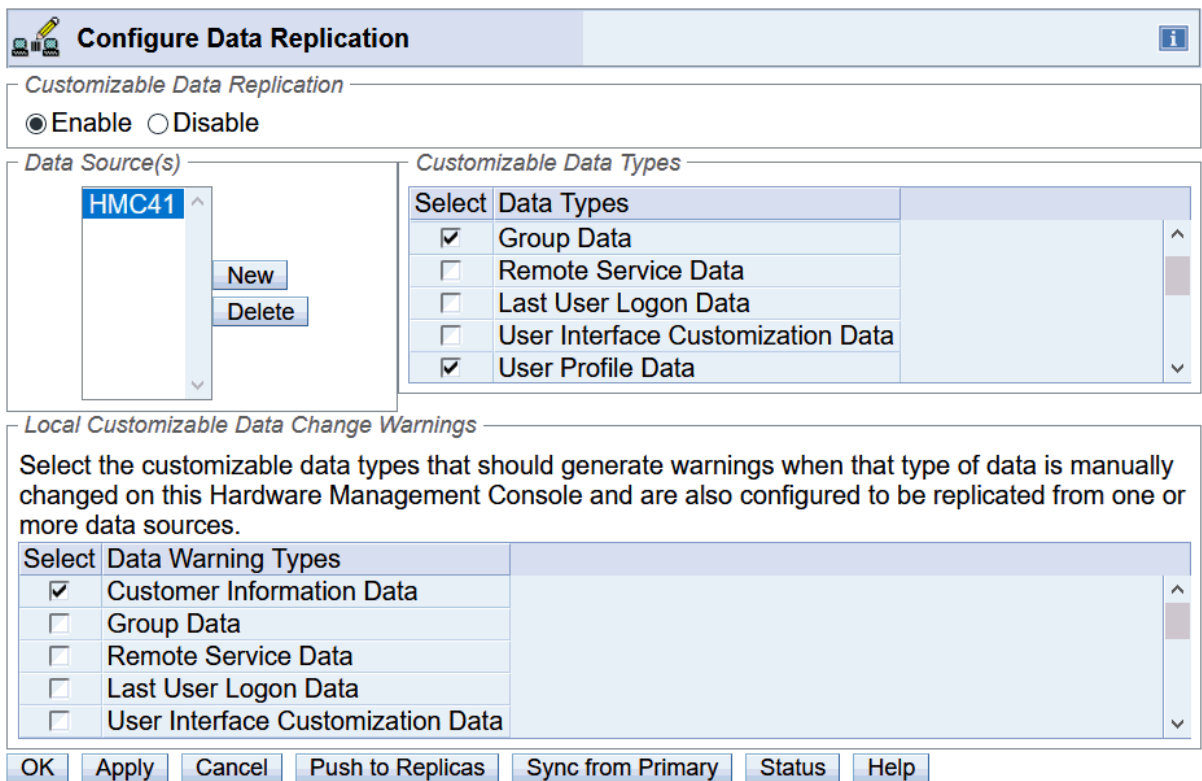 Configure Data Replication
i
Customizable Data Replication
Enable Disable
Data Source(s)
HMC41
New
Delete
Customizable Data Types
Select Data Types
Group Data
Remote Service Data
Last User Logon Data
User Interface Customization Data
User Profile Data
Local Customizable Data Change Warnings
Select the customizable data types that should generate warnings when that type of data is manually
changed on this Hardware Management Console and are also configured to be replicated from one or
more data sources.
Select Data Warning Types
Customer Information Data
Group Data
Remote Service Data
Last User Logon Data
User Interface Customization Data
OK Apply Cancel Push to Replicas Sync from Primary Status Help